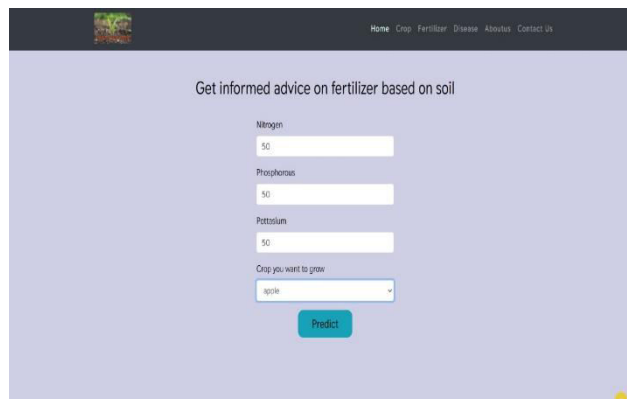 Home Crop Fertilizer Disease Aboutus Contact Us
Get informed advice on fertilizer based on soil
Nitrogen
50
Phosphorous
50
Pottasium
50
Crop you want to grow
apple
Predict